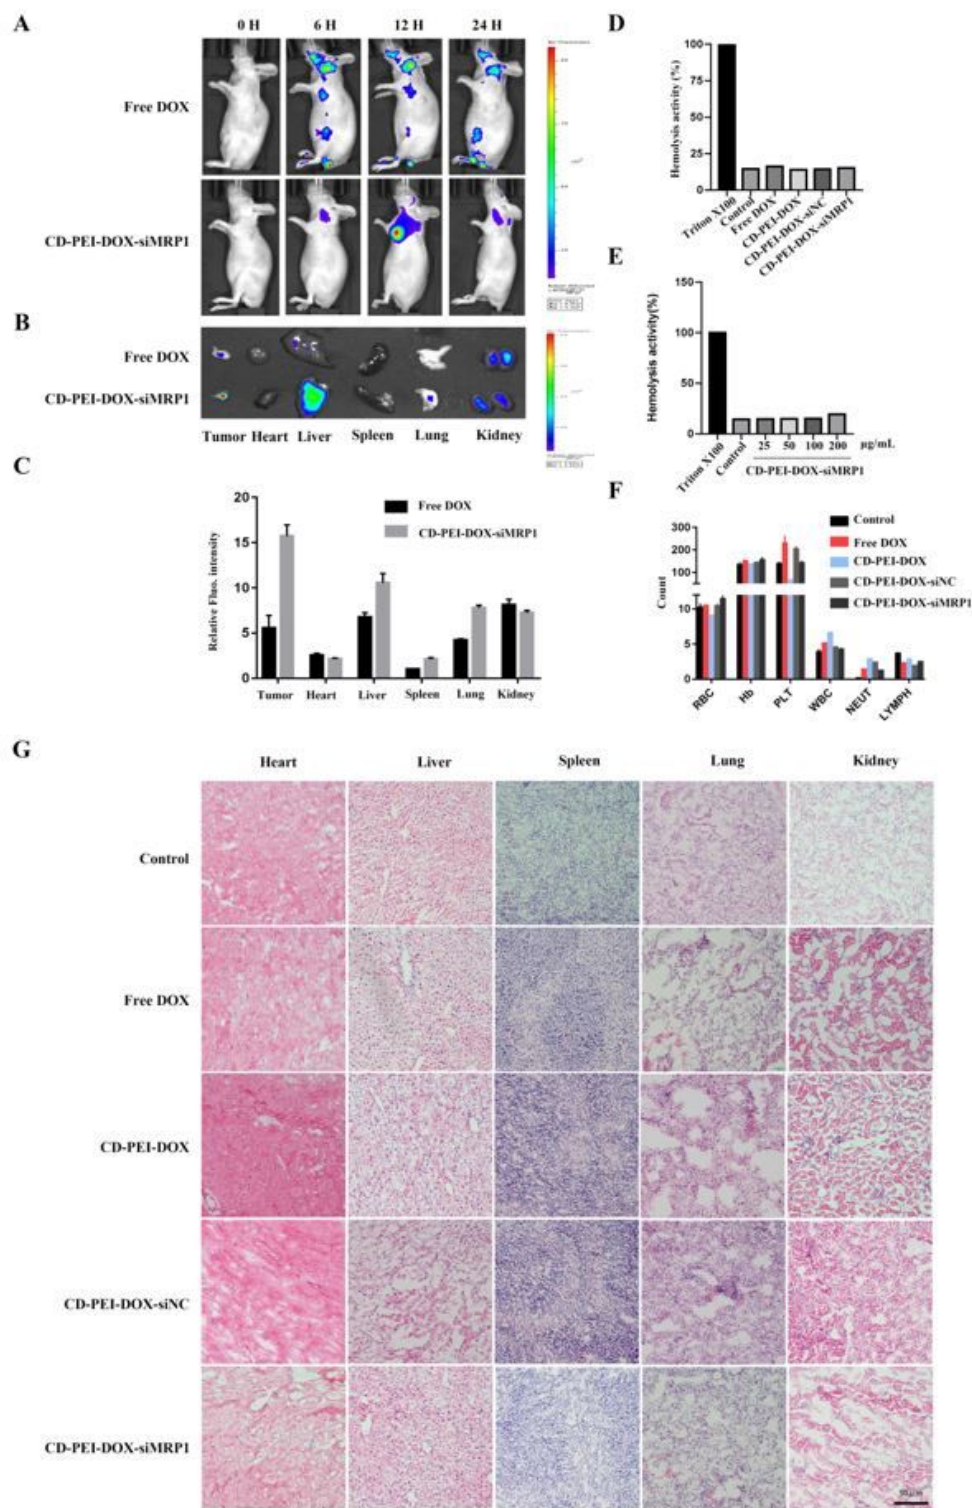 A
0 H 6 H 12 H 24 H
Free DOX
CD-PEI-DOX-siMRP1
B
Free DOX
CD-PEI-DOX-siMRP1
Tumor Heart Liver Spleen Lung Kidney
C
Relative Fluo. intensity
20
15
10
5
0
Free DOX
CD-PEI-DOX-siMRP1
Tumor Heart Liver Spleen Lung Kidney
D
Hemolysis activity (%)
100
75
50
25
0
Triton X100 Control Free DOX CD-PEI-DOX CD-PEI-DOX-siNC CD-PEI-DOX-siMRP1
E
Hemolysis activity(%)
150
100
50
0
Triton X100 Control 25 50 100 200 μg/mL
CD-PEI-DOX-siMRP1
F
Count
300
200
100
10
5
0
Control
Free DOX
CD-PEI-DOX
CD-PEI-DOX-siNC
CD-PEI-DOX-siMRP1
RBC Hb PLT WBC NEUT LYMPH
G
Heart Liver Spleen Lung Kidney
Control
Free DOX
CD-PEI-DOX
CD-PEI-DOX-siNC
CD-PEI-DOX-siMRP1